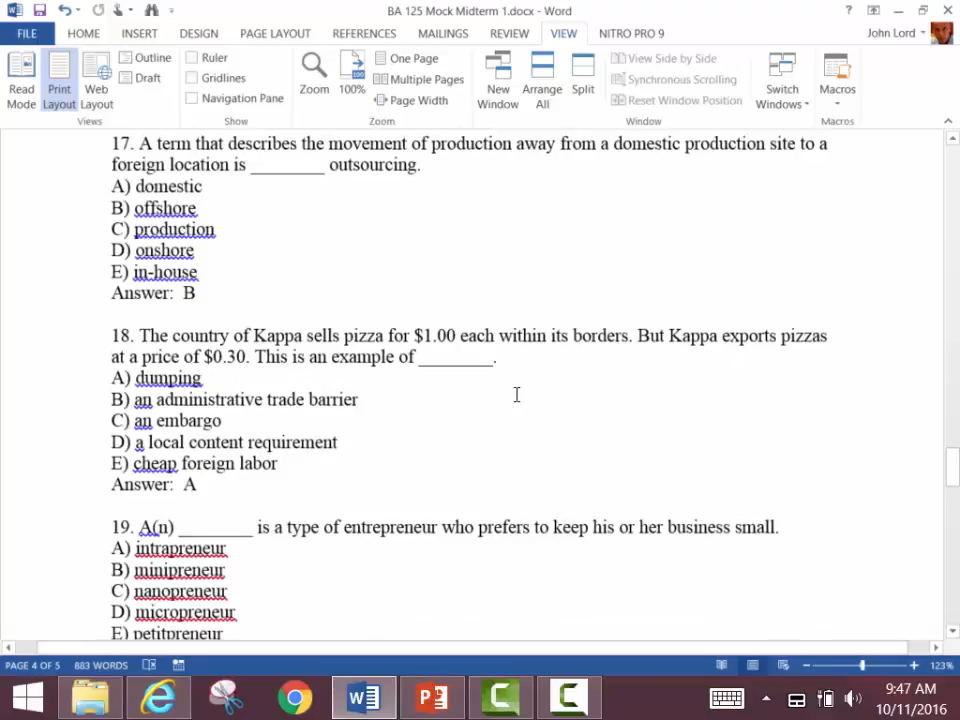 BA 125 Mock Midterm 1.docx - Word
?
FILE HOME INSERT DESIGN PAGE LAYOUT REFERENCES MAILINGS REVIEW VIEW NITRO PRO 9 John Lord
Read Mode
Print Layout
Web Layout
Outline
Draft
Views
Ruler
Gridlines
Navigation Pane
Show
Zoom
100%
One Page
Multiple Pages
Page Width
Zoom
New Window
Arrange All
Split
View Side by Side
Synchronous Scrolling
Reset Window Position
Window
Switch Windows
Macros
Macros
17. A term that describes the movement of production away from a domestic production site to a
foreign location is ________ outsourcing.
A) domestic
B) offshore
C) production
D) onshore
E) in-house
Answer: B
18. The country of Kappa sells pizza for $1.00 each within its borders. But Kappa exports pizzas
at a price of $0.30. This is an example of ________.
A) dumping
B) an administrative trade barrier
C) an embargo
D) a local content requirement
E) cheap foreign labor
Answer: A
19. A(n) ________ is a type of entrepreneur who prefers to keep his or her business small.
A) intrapreneur
B) minipreneur
C) nanopreneur
D) micropreneur
E) petitpreneur
PAGE 4 OF 5 883 WORDS 123%
9:47 AM
10/11/2016